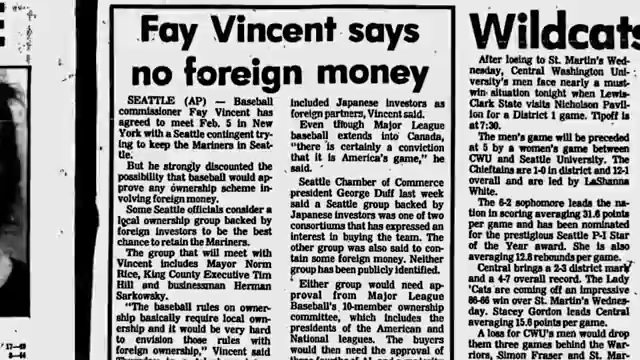 Fay Vincent says
no foreign money
SEATTLE (AP) — Baseball
commissioner Fay Vincent has
agreed to meet Feb. 5 in New
York with a Seattle contingent try-
ing to keep the Mariners in Seat-
tle.
But he strongly discounted the
possibility that baseball would ap-
prove any ownership scheme in-
volving foreign money.
Some Seattle officials consider a
local ownership group backed by
foreign investors to be the best
chance to retain the Mariners.
The group that will meet with
Vincent includes Mayor Norm
Rice, King County Executive Tim
Hill and businessman Herman
Sarkowsky.
"The baseball rules on owner-
ship basically require local own-
ership and it would be very hard
to envision those rules with
foreign ownership," Vincent said
included Japanese investors as
foreign partners, Vincent said.
Even though Major League
baseball extends into Canada,
"there is certainly a conviction
that it is America's game," he
said.
Seattle Chamber of Commerce
president George Duff last week
said a Seattle group backed by
Japanese investors was one of two
consortiums that has expressed an
interest in buying the team. The
other group was also said to con-
tain some foreign money. Neither
group has been publicly identified.
Either group would need ap-
proval from Major League
Baseball's 10-member ownership
committee, which includes the
presidents of the American and
National leagues. The buyers
would then need the approval of
Wildcats
After losing to St. Martin's Wed-
nesday, Central Washington Uni-
versity's men face nearly a must-
win situation tonight when Lewis-
Clark State visits Nicholson Pavil-
ion for a District 1 game. Tipoff is
at 7:30.
The men's game will be preceded
at 5 by a women's game between
CWU and Seattle University. The
Chieftains are 1-0 in district and 12-1
overall and are led by LaShanna
White.
The 6-2 sophomore leads the na-
tion in scoring averaging 31.6 points
per game and has been nominated
for the prestigious Seattle P-I Star
of the Year award. She is also
averaging 12.8 rebounds per game.
Central brings a 2-3 district mark
and a 4-7 overall record. The Lady
'Cats are coming off an impressive
86-66 win over St. Martin's Wednes-
day. Stacey Gordon leads Central
averaging 15.6 points per game.
A loss for CWU's men would drop
them three games behind the War-
riors, Simon Fraser and St. Mar-